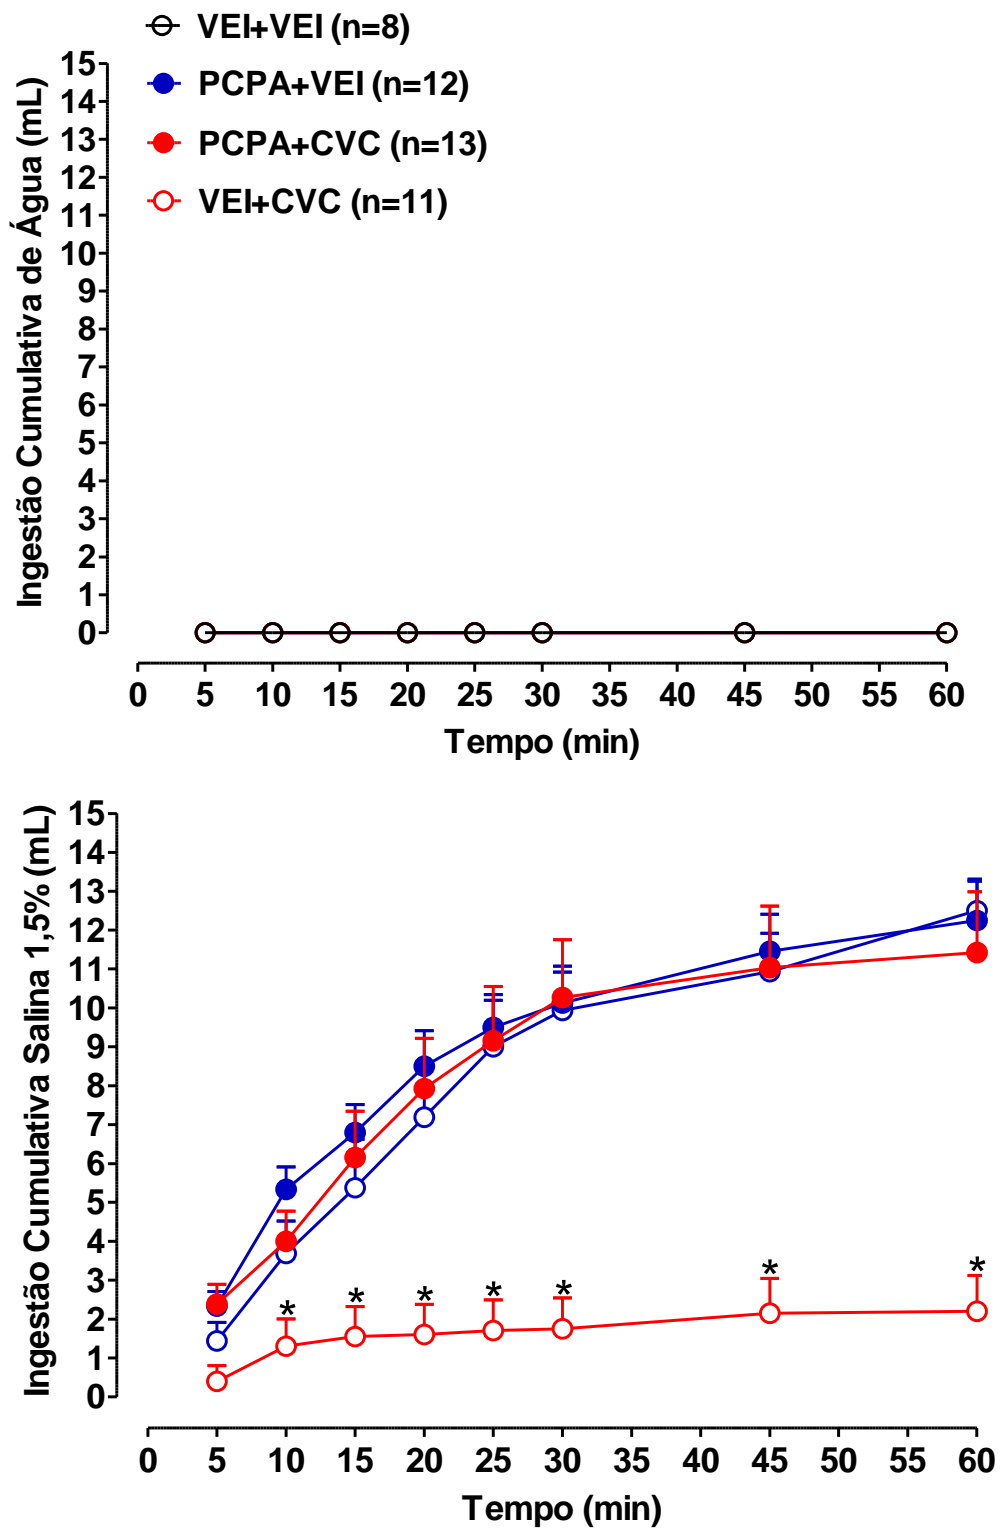 VEI+VEI (n=8)
PCPA+VEI (n=12)
PCPA+CVC (n=13)
VEI+CVC (n=11)
Ingestão Cumulativa de Água (mL)
15
14
13
12
11
10
9
8
7
6
5
4
3
2
1
0
0 5 10 15 20 25 30 35 40 45 50 55 60
Tempo (min)
Ingestão Cumulativa Salina 1,5% (mL)
15
14
13
12
11
10
9
8
7
6
5
4
3
2
1
0
* * * * * * *
0 5 10 15 20 25 30 35 40 45 50 55 60
Tempo (min)